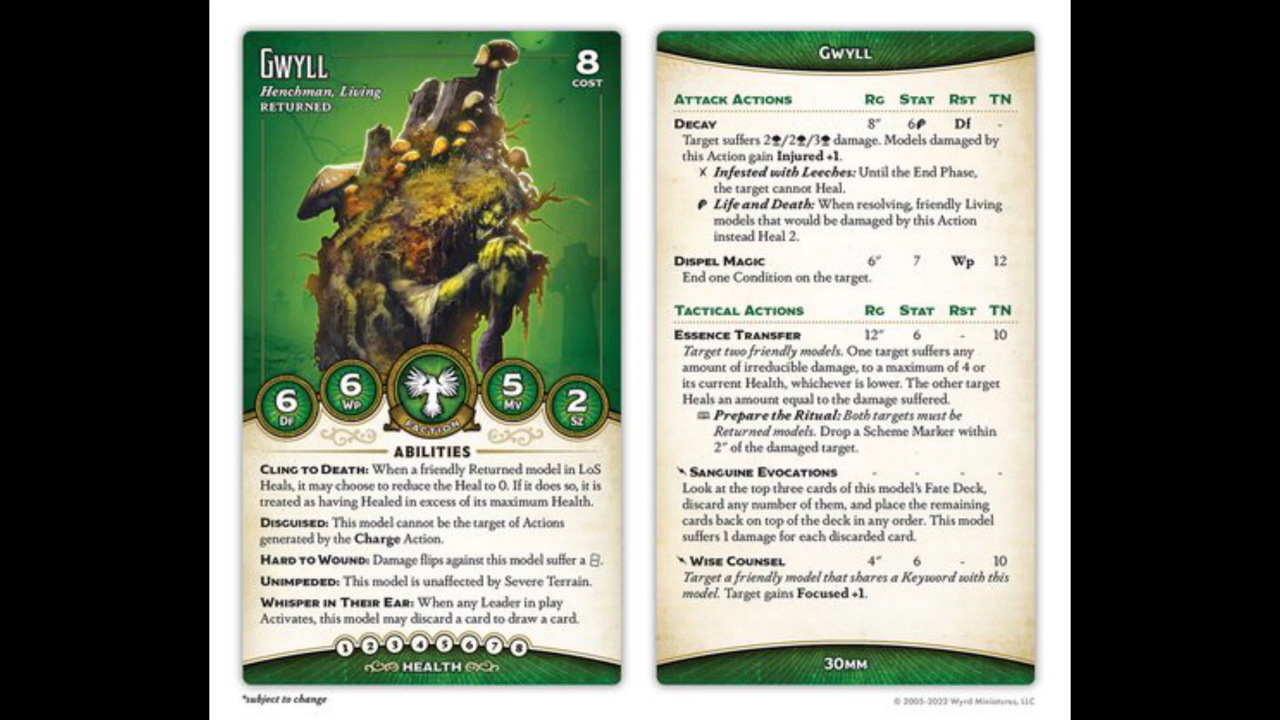 GWYLL
Henchman, Living
RETURNED
8
COST
6
DF
6
WP
FACTION
5
MV
2
SZ
ABILITIES
CLING TO DEATH: When a friendly Returned model in LoS
Heals, it may choose to reduce the Heal to 0. If it does so, it is
treated as having Healed in excess of its maximum Health.
DISGUISED: This model cannot be the target of Actions
generated by the Charge Action.
HARD TO WOUND: Damage flips against this model suffer a .
UNIMPEDED: This model is unaffected by Severe Terrain.
WHISPER IN THEIR EAR: When any Leader in play
Activates, this model may discard a card to draw a card.
1 2 3 4 5 6 7 8
HEALTH
*subject to change
GWYLL
ATTACK ACTIONS RG STAT RST TN
DECAY 8" 6 Df -
Target suffers 2/2/3 damage. Models damaged by
this Action gain Injured +1.
Infested with Leeches: Until the End Phase,
the target cannot Heal.
Life and Death: When resolving, friendly Living
models that would be damaged by this Action
instead Heal 2.
DISPEL MAGIC 6" 7 Wp 12
End one Condition on the target.
TACTICAL ACTIONS RG STAT RST TN
ESSENCE TRANSFER 12" 6 - 10
Target two friendly models. One target suffers any
amount of irreducible damage, to a maximum of 4 or
its current Health, whichever is lower. The other target
Heals an amount equal to the damage suffered.
Prepare the Ritual: Both targets must be
Returned models. Drop a Scheme Marker within
2" of the damaged target.
SANGUINE EVOCATIONS - - - -
Look at the top three cards of this model's Fate Deck,
discard any number of them, and place the remaining
cards back on top of the deck in any order. This model
suffers 1 damage for each discarded card.
WISE COUNSEL 4" 6 - 10
Target a friendly model that shares a Keyword with this
model. Target gains Focused +1.
30MM
© 2005-2022 Wyrd Miniatures, LLC